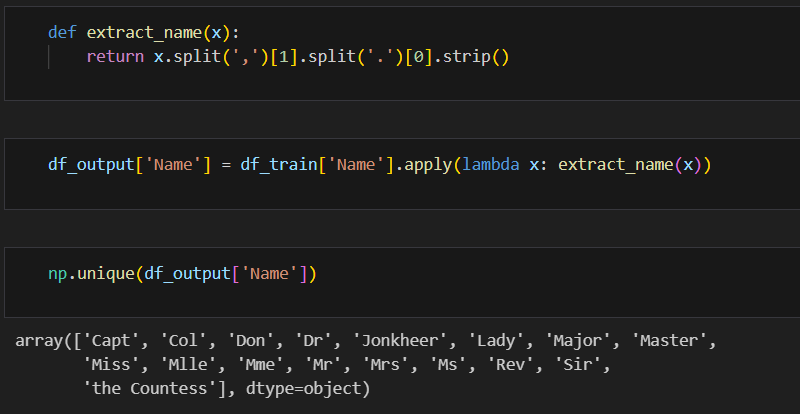 def extract_name(x):
    return x.split(',')[1].split('.')[0].strip()
df_output['Name'] = df_train['Name'].apply(lambda x: extract_name(x))
np.unique(df_output['Name'])
array(['Capt', 'Col', 'Don', 'Dr', 'Jonkheer', 'Lady', 'Major', 'Master',
       'Miss', 'Mlle', 'Mme', 'Mr', 'Mrs', 'Ms', 'Rev', 'Sir',
       'the Countess'], dtype=object)